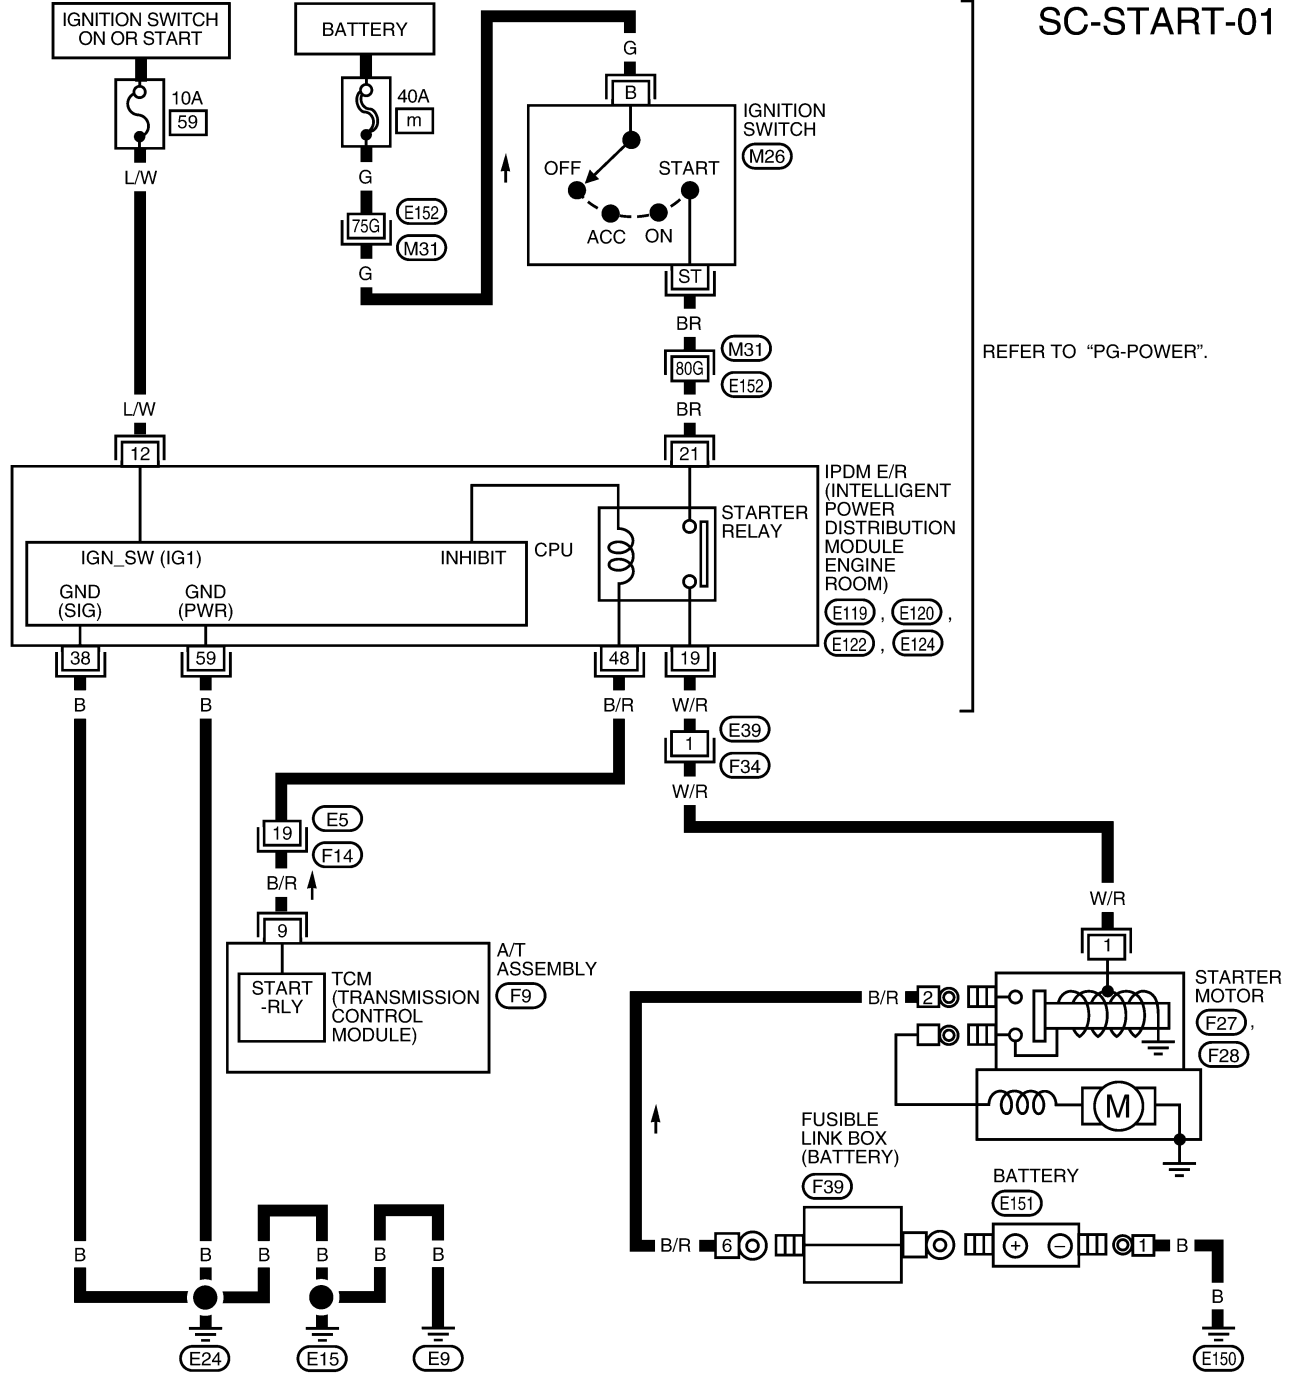 SC-START-01
IGNITION SWITCH
ON OR START
BATTERY
10A
59
40A
m
L/W
G
75G
E152
M31
G
G
B
IGNITION
SWITCH
M26
OFF
START
ACC
ON
ST
BR
M31
80G
E152
BR
REFER TO “PG-POWER”.
L/W
12
21
IPDM E/R
(INTELLIGENT
POWER
DISTRIBUTION
MODULE
ENGINE
ROOM)
E119 , E120 ,
E122 , E124
STARTER
RELAY
CPU
IGN_SW (IG1)
INHIBIT
GND
(SIG)
GND
(PWR)
38
59
48
19
B
B
B/R
W/R
1
E39
F34
W/R
19
E5
F14
B/R
9
A/T
ASSEMBLY
F9
START
-RLY
TCM
(TRANSMISSION
CONTROL
MODULE)
W/R
1
STARTER
MOTOR
F27 ,
F28
B/R
2
M
FUSIBLE
LINK BOX
(BATTERY)
F39
BATTERY
E151
B/R
6
+
–
1
B
B
E150
B
B
B
B
B
B
E24
E15
E9